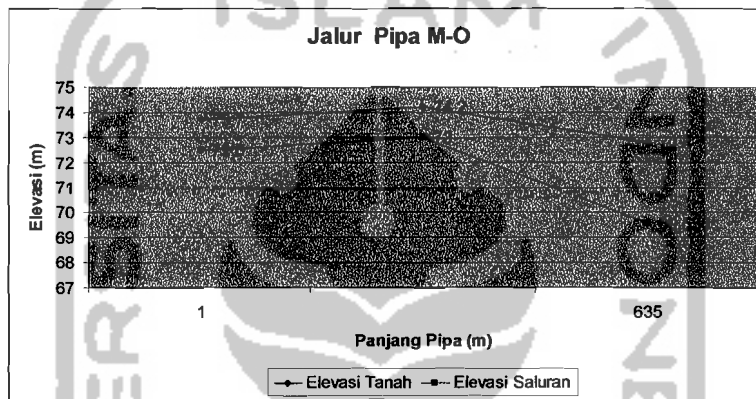 ISLAM
Jalur Pipa M-O
75
74
73
72
71
70
69
68
67
Elevasi (m)
1
635
Panjang Pipa (m)
Elevasi Tanah Elevasi Saluran